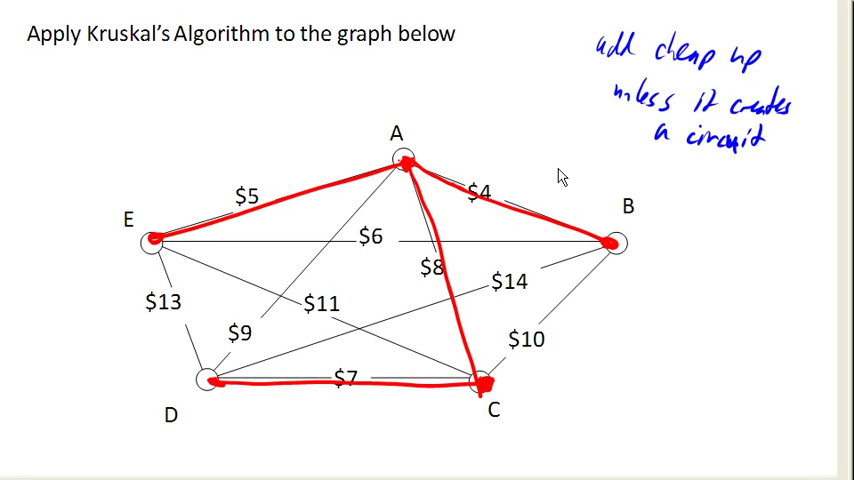 Apply Kruskal's Algorithm to the graph below
add cheap up
unless it creates
a circuit
A
$5
$4
B
E
$6
$8
$14
$13
$11
$9
$10
$7
D
C